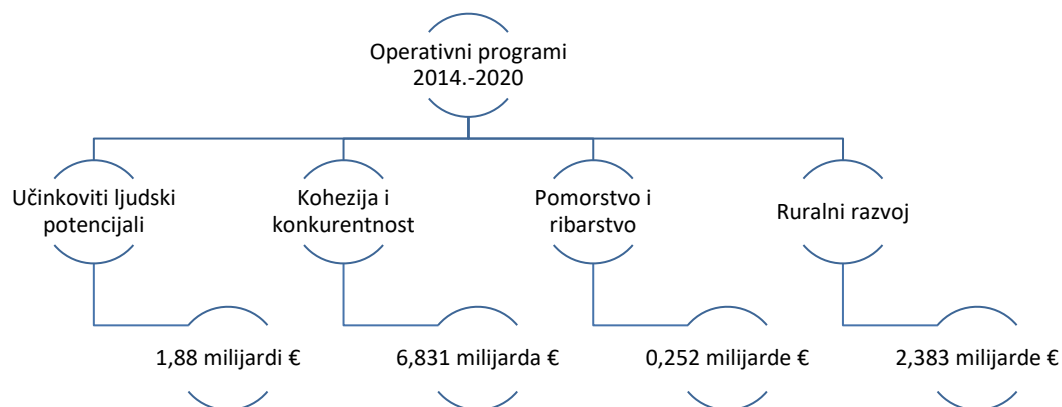 Operativni programi
2014.-2020
Učinkoviti ljudski
potencijali
Kohezija i
konkurentnost
Pomorstvo i
ribarstvo
Ruralni razvoj
1,88 milijardi €
6,831 milijarda €
0,252 milijarde €
2,383 milijarde €